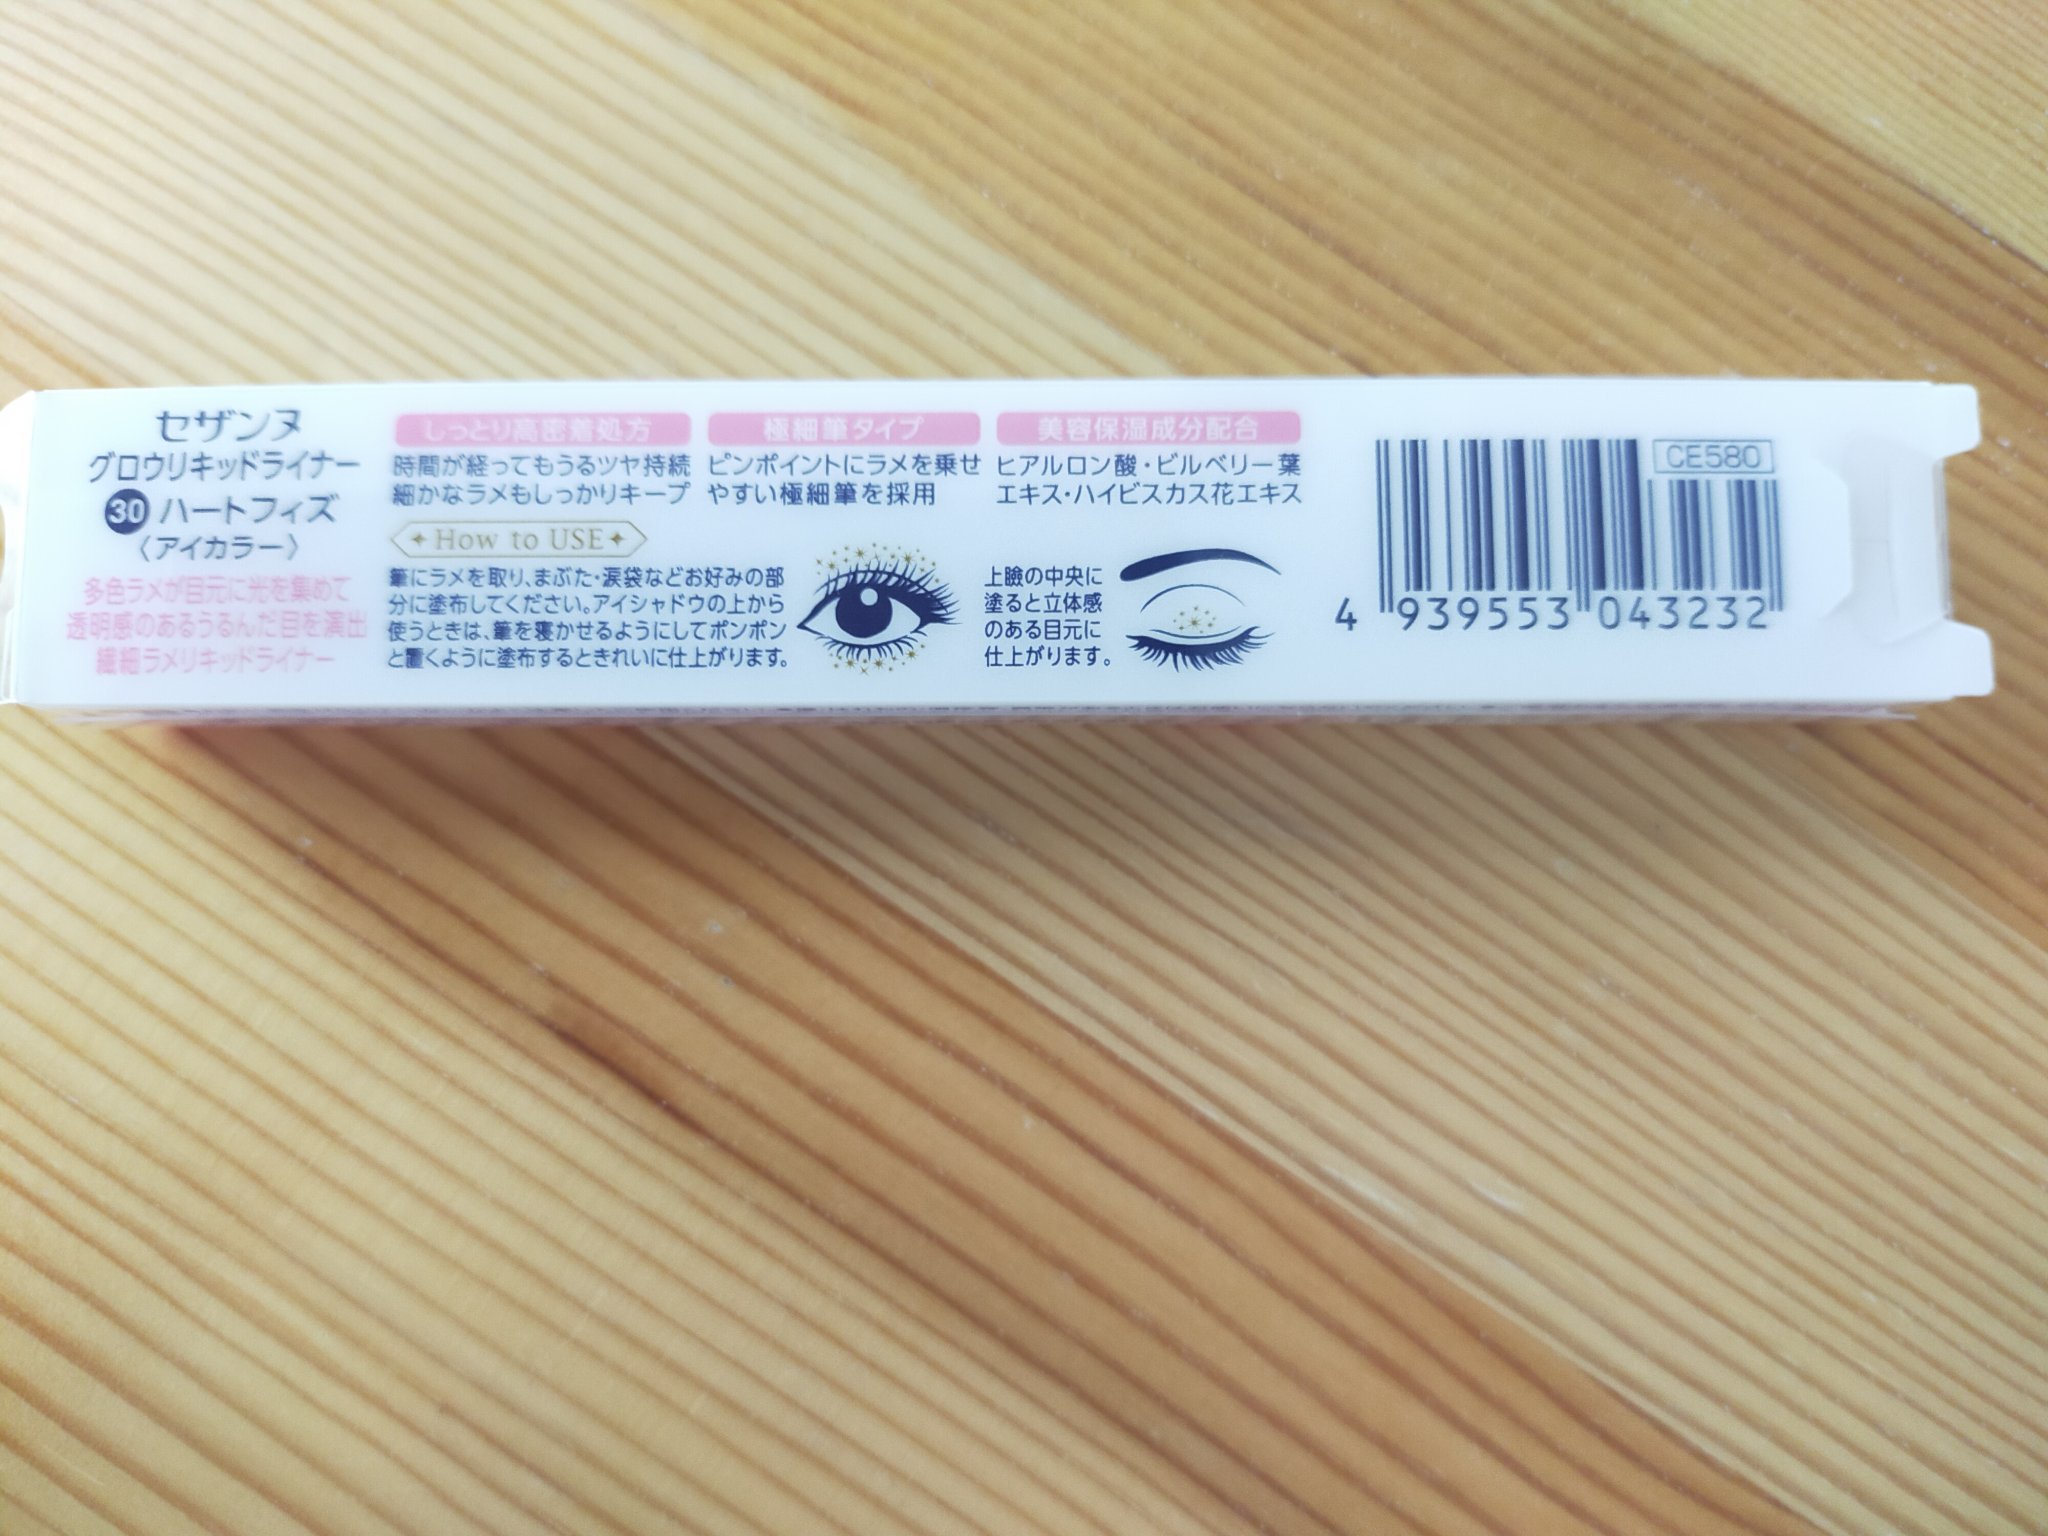 セザンヌ
グロウリキッドライナー
30 ハートフィズ
〈アイカラー〉
多色ラメが目元に光を集めて
透明感のあるうるんだ目を演出
繊細ラメリキッドライナー
しっとり高密着処方
時間が経ってもうるツヤ持続
細かなラメもしっかりキープ
極細筆タイプ
ピンポイントにラメを乗せ
やすい極細筆を採用
美容保湿成分配合
ヒアルロン酸・ビルベリー葉
エキス・ハイビスカス花エキス
How to USE
筆にラメを取り、まぶた・涙袋などお好みの部
分に塗布してください。アイシャドウの上から
使うときは、筆を寝かせるようにしてポンポン
と置くように塗布するときれいに仕上がります。
上瞼の中央に
塗ると立体感
のある目元に
仕上がります。
CE580
4 939553 043232